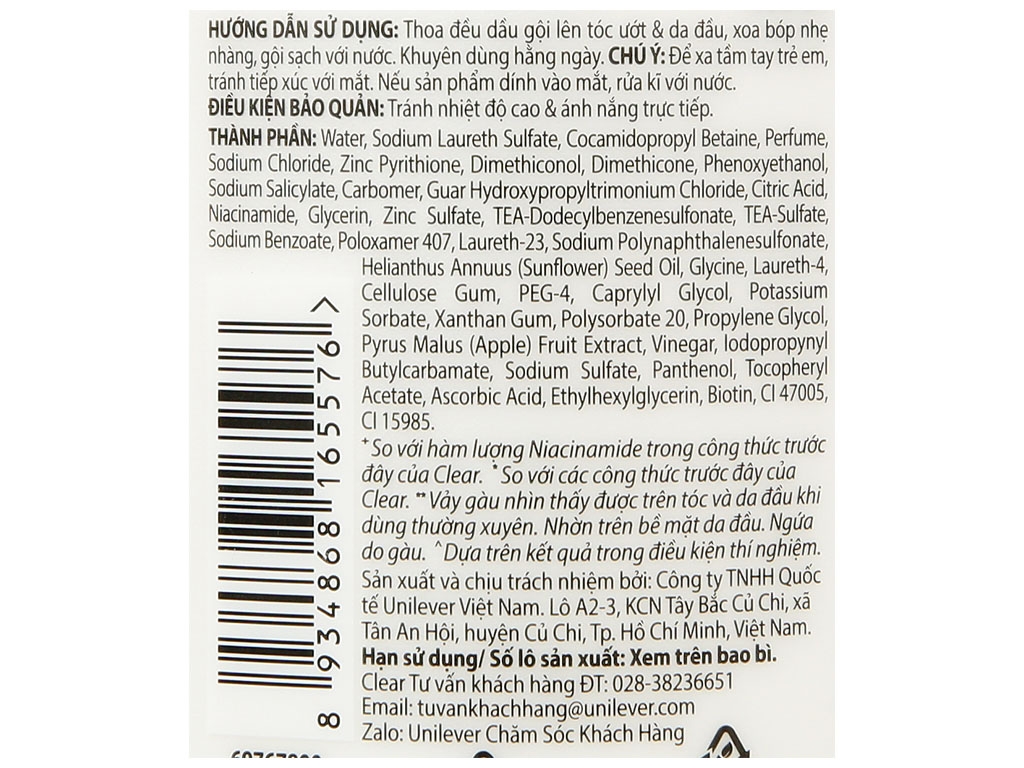 HƯỚNG DẪN SỬ DỤNG: Thoa đều dầu gội lên tóc ướt & da đầu, xoa bóp nhẹ
nhàng, gội sạch với nước. Khuyên dùng hằng ngày. CHÚ Ý: Để xa tầm tay trẻ em,
tránh tiếp xúc với mắt. Nếu sản phẩm dính vào mắt, rửa kĩ với nước.
ĐIỀU KIỆN BẢO QUẢN: Tránh nhiệt độ cao & ánh nắng trực tiếp.
THÀNH PHẦN: Water, Sodium Laureth Sulfate, Cocamidopropyl Betaine, Perfume,
Sodium Chloride, Zinc Pyrithione, Dimethiconol, Dimethicone, Phenoxyethanol,
Sodium Salicylate, Carbomer, Guar Hydroxypropyltrimonium Chloride, Citric Acid,
Niacinamide, Glycerin, Zinc Sulfate, TEA-Dodecylbenzenesulfonate, TEA-Sulfate,
Sodium Benzoate, Poloxamer 407, Laureth-23, Sodium Polynaphthalenesulfonate,
Helianthus Annuus (Sunflower) Seed Oil, Glycine, Laureth-4,
Cellulose Gum, PEG-4, Caprylyl Glycol, Potassium
Sorbate, Xanthan Gum, Polysorbate 20, Propylene Glycol,
Pyrus Malus (Apple) Fruit Extract, Vinegar, Iodopropynyl
Butylcarbamate, Sodium Sulfate, Panthenol, Tocopheryl
Acetate, Ascorbic Acid, Ethylhexylglycerin, Biotin, CI 47005,
CI 15985.
+So với hàm lượng Niacinamide trong công thức trước
đây của Clear. *So với các công thức trước đây của
Clear. **Vảy gàu nhìn thấy được trên tóc và da đầu khi
dùng thường xuyên. Nhờn trên bề mặt da đầu. Ngứa
do gàu. ^Dựa trên kết quả trong điều kiện thí nghiệm.
Sản xuất và chịu trách nhiệm bởi: Công ty TNHH Quốc
tế Unilever Việt Nam. Lô A2-3, KCN Tây Bắc Củ Chi, xã
Tân An Hội, huyện Củ Chi, Tp. Hồ Chí Minh, Việt Nam.
Hạn sử dụng/ Số lô sản xuất: Xem trên bao bì.
Clear Tư vấn khách hàng ĐT: 028-38236651
Email: tuvankhachhang@unilever.com
Zalo: Unilever Chăm Sóc Khách Hàng
8 934868 165576 >